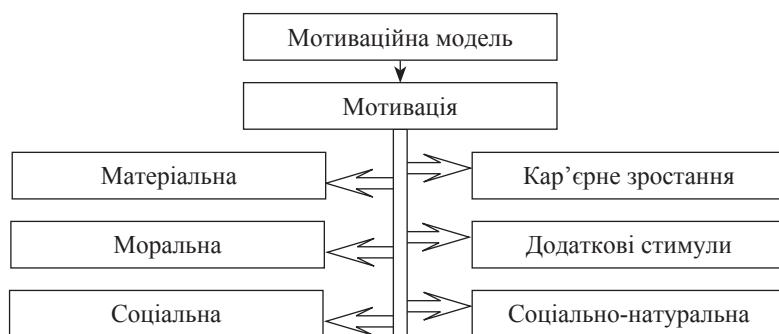 Мотиваційна модель
Мотивація
Матеріальна
Кар’єрне зростання
Моральна
Додаткові стимули
Соціальна
Соціально-натуральна